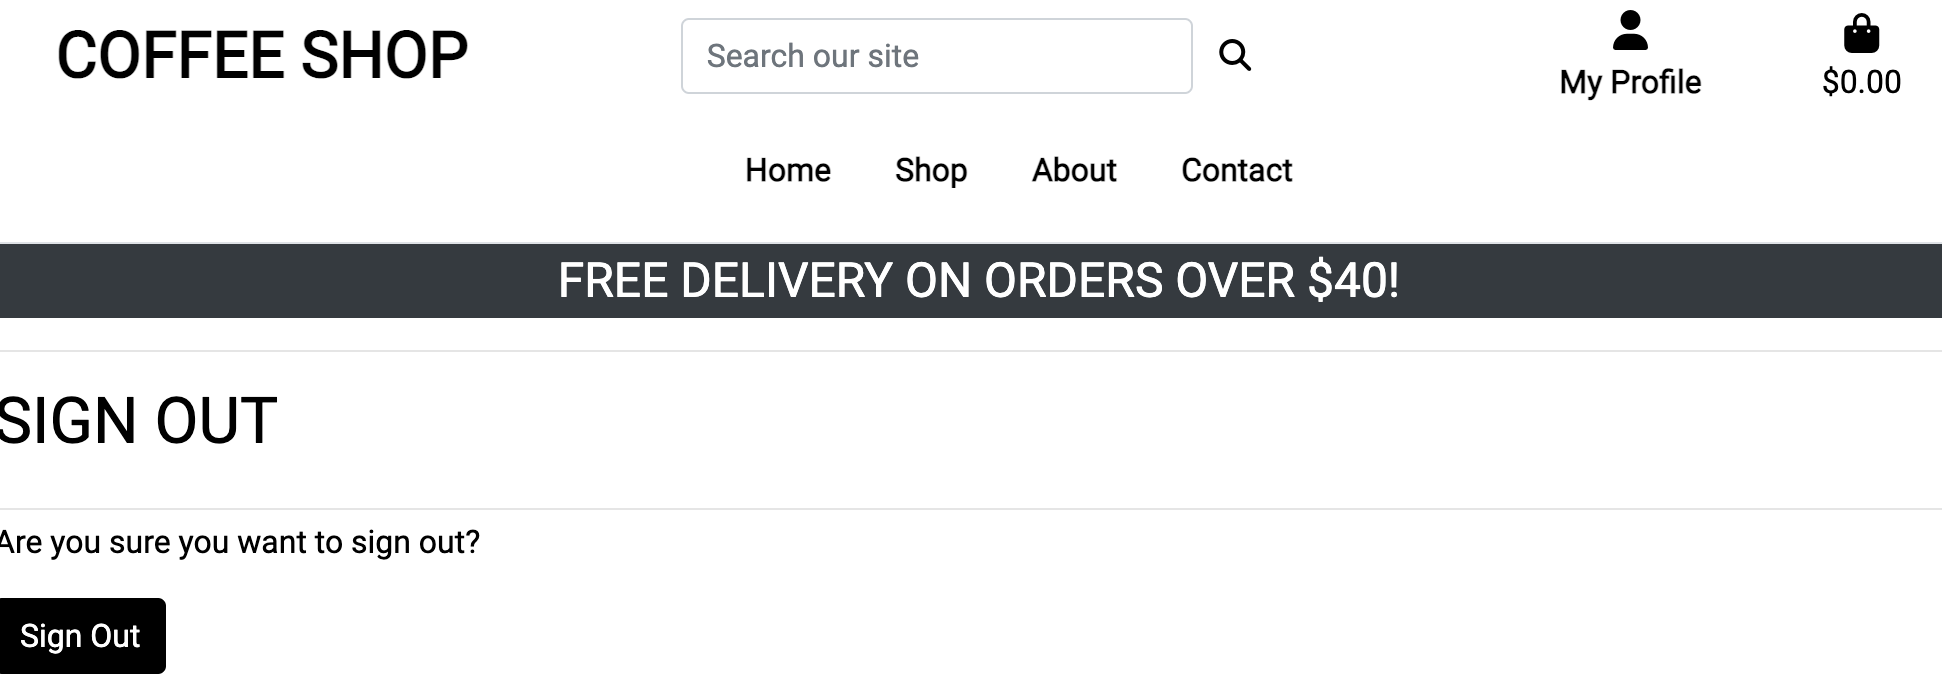 COFFEE SHOP
Search our site
My Profile
$0.00
Home Shop About Contact
FREE DELIVERY ON ORDERS OVER $40!
SIGN OUT
Are you sure you want to sign out?
Sign Out